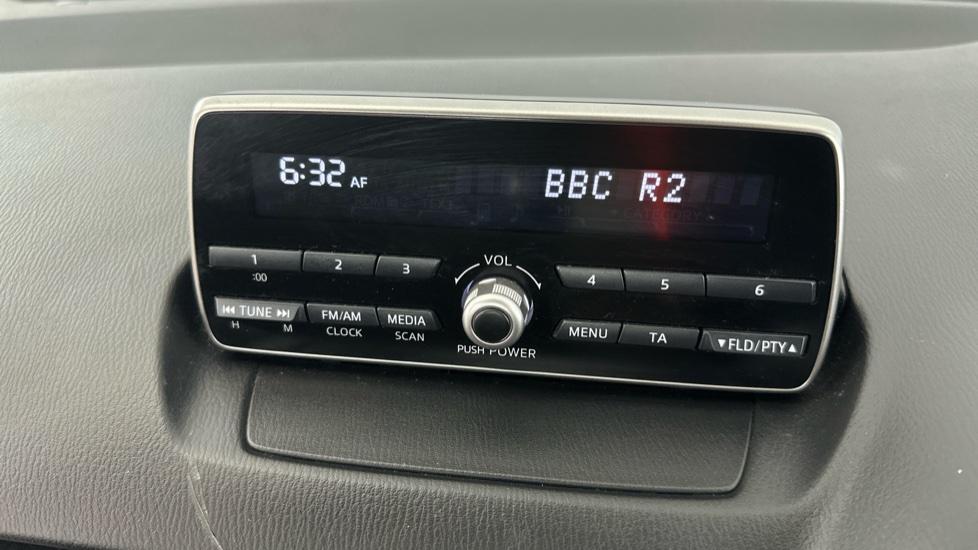 6:32 AF BBC R2
CATEGORY
VOL
1 2 3 4 5 6
:00
⏮ TUNE ⏭ FM/AM MEDIA MENU TA ▼FLD/PTY▲
H M CLOCK SCAN
PUSH POWER